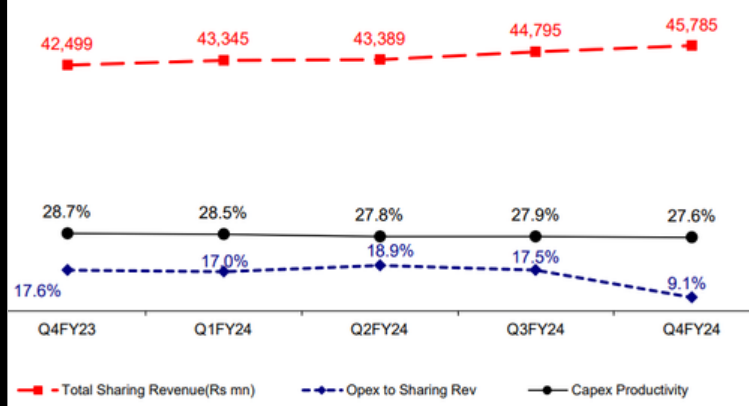 42,499 43,345 43,389 44,795 45,785
28.7% 28.5% 27.8% 27.9% 27.6%
17.6% 17.0% 18.9% 17.5% 9.1%
Q4FY23 Q1FY24 Q2FY24 Q3FY24 Q4FY24
Total Sharing Revenue(Rs mn) Opex to Sharing Rev Capex Productivity